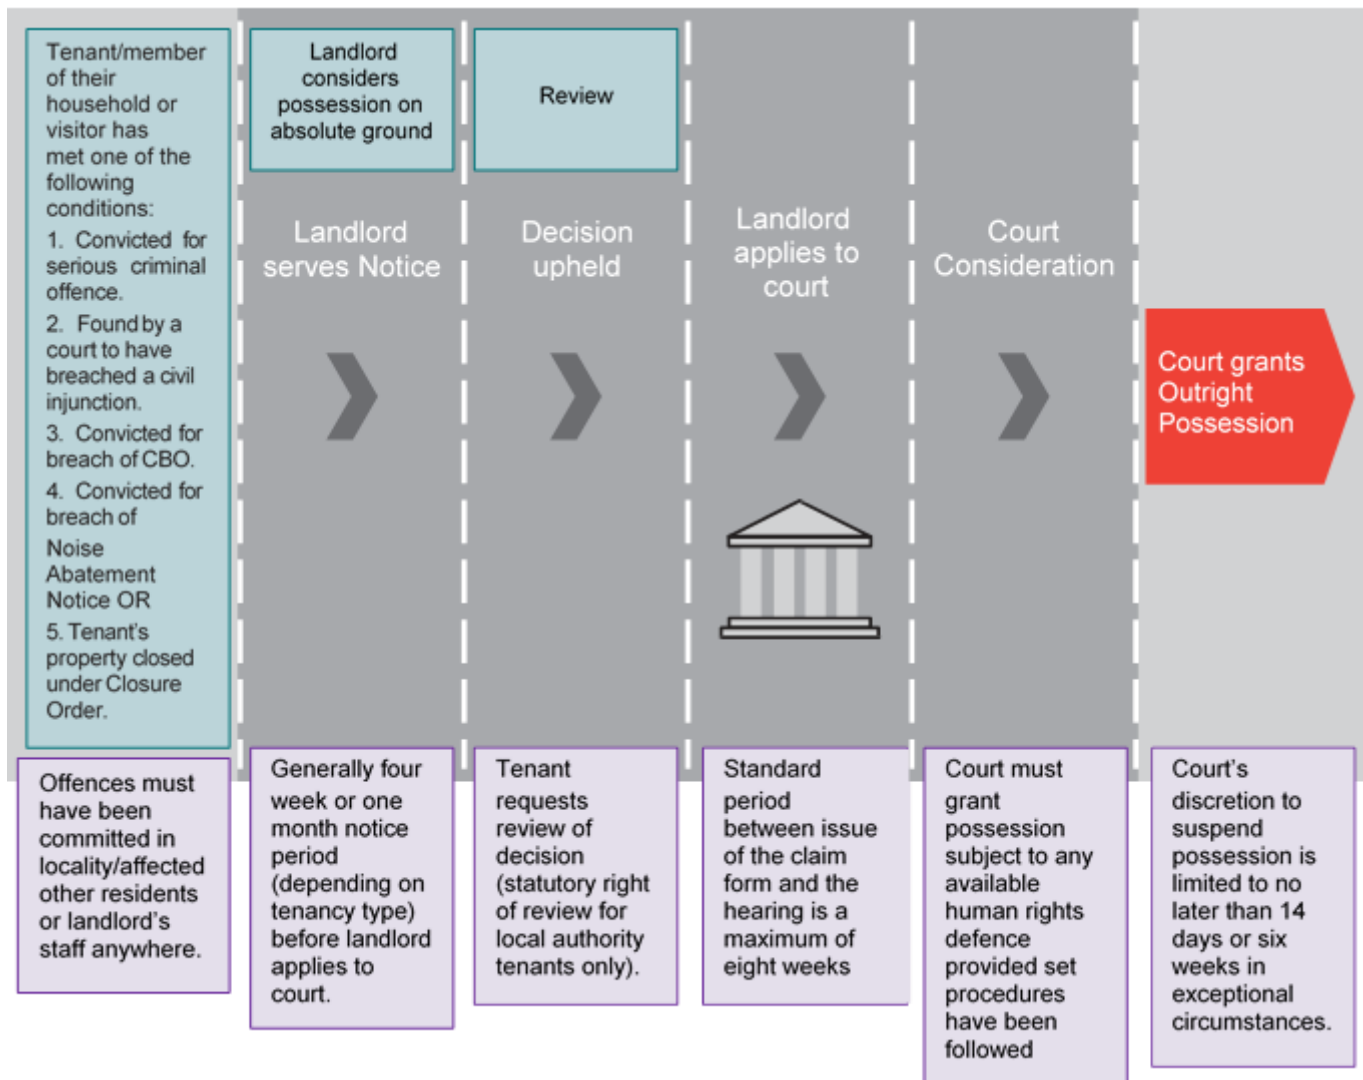 Tenant/member
of their
household or
visitor has
met one of the
following
conditions:
1. Convicted for
serious criminal
offence.
2. Found by a
court to have
breached a civil
injunction.
3. Convicted for
breach of CBO.
4. Convicted for
breach of
Noise
Abatement
Notice OR
5. Tenant's
property closed
under Closure
Order.
Offences must
have been
committed in
locality/affected
other residents
or landlord's
staff anywhere.
Landlord
considers
possession on
absolute ground
Landlord
serves Notice
Generally four
week or one
month notice
period
(depending on
tenancy type)
before landlord
applies to
court.
Review
Decision
upheld
Tenant
requests
review of
decision
(statutory right
of review for
local authority
tenants only).
Landlord
applies to
court
Standard
period
between issue
of the claim
form and the
hearing is a
maximum of
eight weeks
Court
Consideration
Court must
grant
possession
subject to any
available
human rights
defence
provided set
procedures
have been
followed
Court grants
Outright
Possession
Court's
discretion to
suspend
possession is
limited to no
later than 14
days or six
weeks in
exceptional
circumstances.